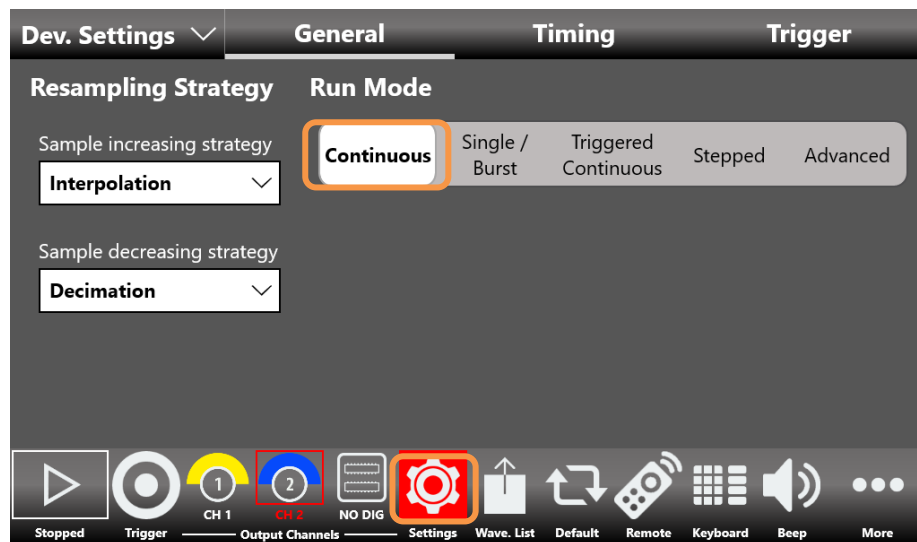 Dev. Settings General Timing Trigger
Resampling Strategy Run Mode
Sample increasing strategy
Interpolation
Continuous
Single /
Burst
Triggered
Continuous
Stepped
Advanced
Sample decreasing strategy
Decimation
1
2
CH 1
CH 2
NO DIG
Stopped Trigger Output Channels Settings Wave. List Default Remote Keyboard Beep More